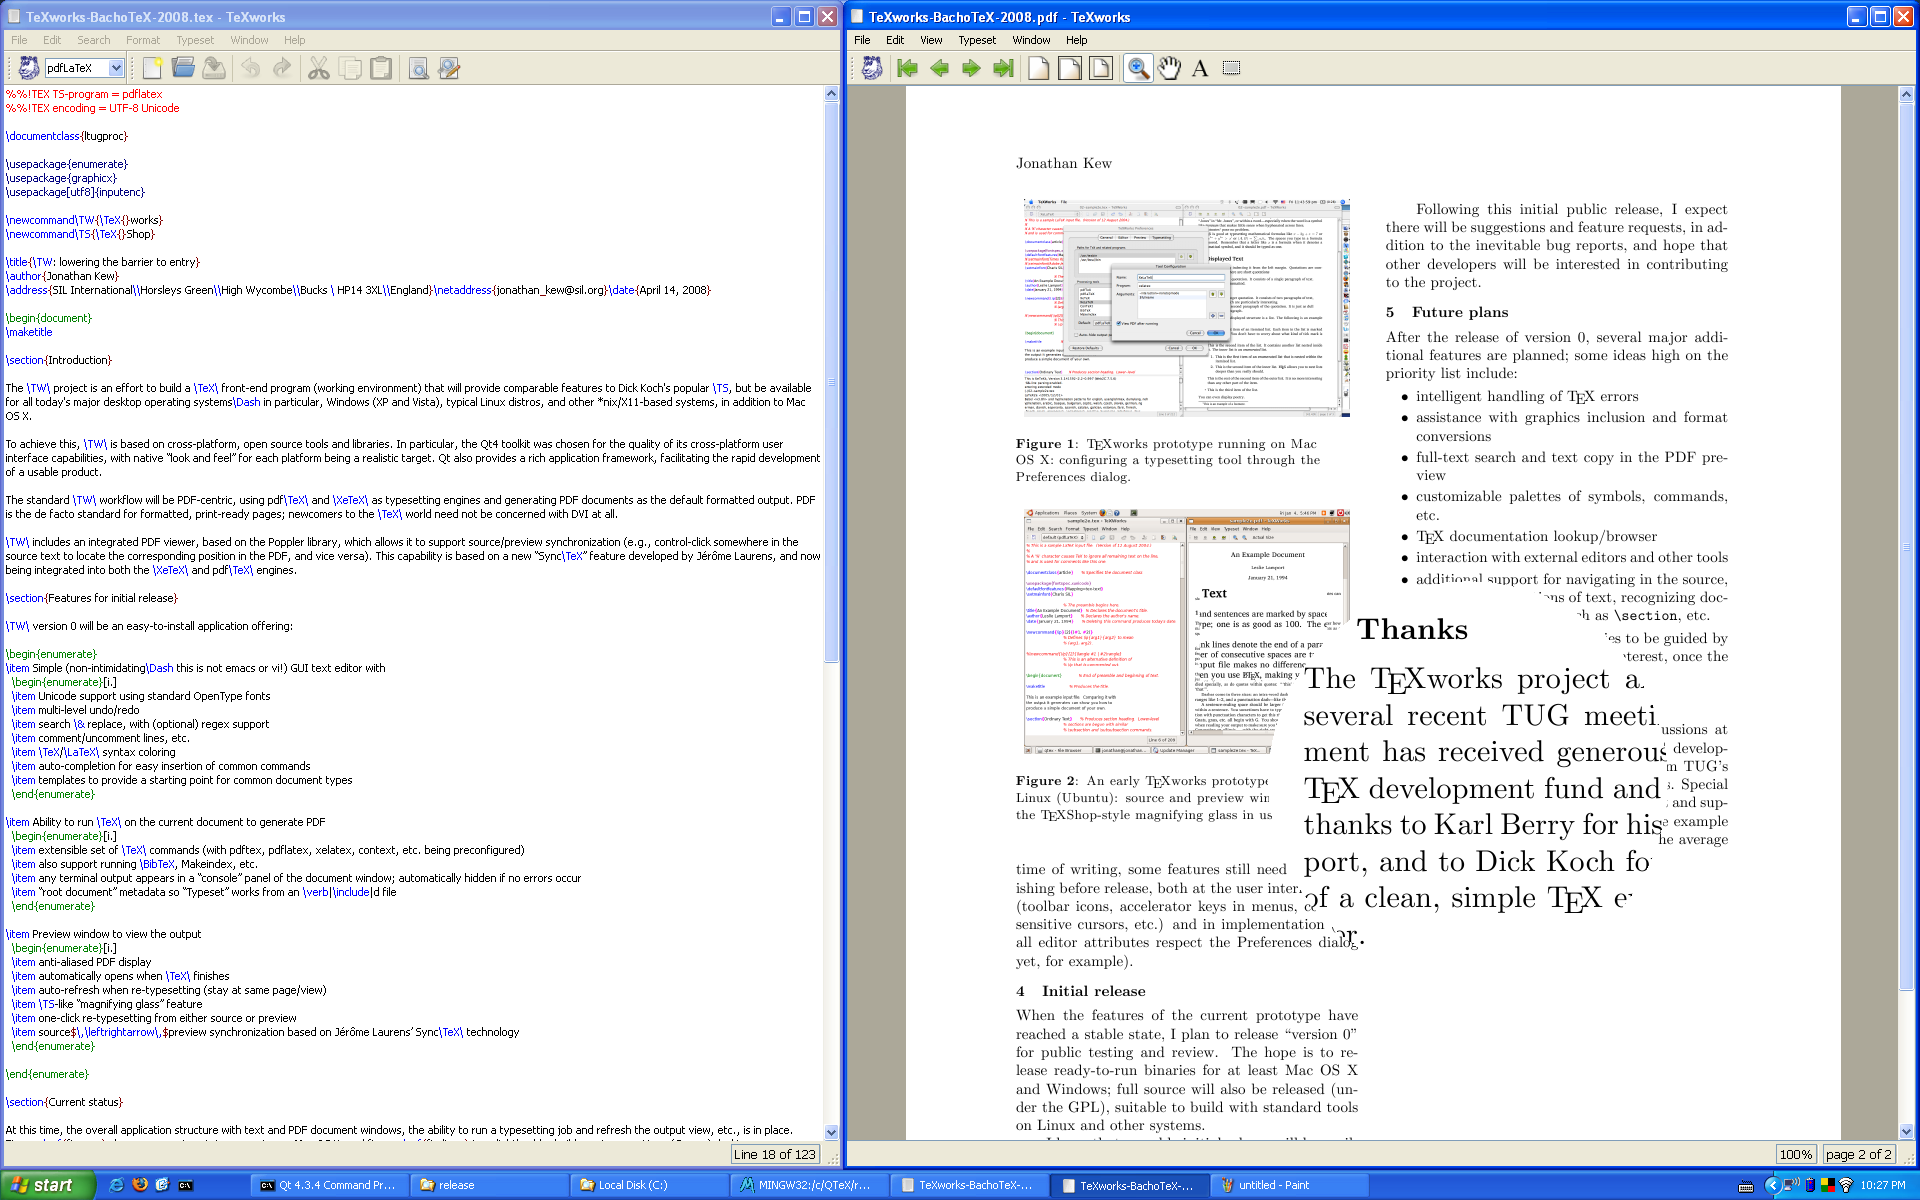 TeXworks-BachoTeX-2008.tex - TeXworks
File Edit Search Format Typeset Window Help
pdfLaTeX
%%!TEX TS-program = pdflatex
%%!TEX encoding = UTF-8 Unicode
\documentclass{ltugproc}
\usepackage{enumerate}
\usepackage{graphicx}
\usepackage[utf8]{inputenc}
\newcommand\TW{\TeX{}works}
\newcommand\TS{\TeX{}Shop}
\title{\TW: lowering the barrier to entry}
\author{Jonathan Kew}
\address{SIL International\\Horsleys Green\\High Wycombe\\Bucks \ HP14 3XL\\England}\netaddress{jonathan_kew@sil.org}\date{April 14, 2008}
\begin{document}
\maketitle
\section{Introduction}
The \TW\ project is an effort to build a \TeX\ front-end program (working environment) that will provide comparable features to Dick Koch's popular \TS, but be available
for all today's major desktop operating systems\Dash in particular, Windows (XP and Vista), typical Linux distros, and other *nix/X11-based systems, in addition to Mac
OS X.
To achieve this, \TW\ is based on cross-platform, open source tools and libraries. In particular, the Qt4 toolkit was chosen for the quality of its cross-platform user
interface capabilities, with native “look and feel” for each platform being a realistic target. Qt also provides a rich application framework, facilitating the rapid development
of a usable product.
The standard \TW\ workflow will be PDF-centric, using pdf\TeX\ and \XeTeX\ as typesetting engines and generating PDF documents as the default formatted output. PDF
is the de facto standard for formatted, print-ready pages; newcomers to the \TeX\ world need not be concerned with DVI at all.
\TW\ includes an integrated PDF viewer, based on the Poppler library, which allows it to support source/preview synchronization (e.g., control-click somewhere in the
source text to locate the corresponding position in the PDF, and vice versa). This capability is based on a new “Sync\TeX” feature developed by Jérôme Laurens, and now
being integrated into both the \XeTeX\ and pdf\TeX\ engines.
\section{Features for initial release}
\TW\ version 0 will be an easy-to-install application offering:
\begin{enumerate}
\item Simple (non-intimidating\Dash this is not emacs or vi!) GUI text editor with
\begin{enumerate}[i.]
\item Unicode support using standard OpenType fonts
\item multi-level undo/redo
\item search \& replace, with (optional) regex support
\item comment/uncomment lines, etc.
\item \TeX/\LaTeX\ syntax coloring
\item auto-completion for easy insertion of common commands
\item templates to provide a starting point for common document types
\end{enumerate}
\item Ability to run \TeX\ on the current document to generate PDF
\begin{enumerate}[i.]
\item extensible set of \TeX\ commands (with pdftex, pdflatex, xelatex, context, etc. being preconfigured)
\item also support running \BibTeX, Makeindex, etc.
\item any terminal output appears in a “console” panel of the document window; automatically hidden if no errors occur
\item “root document” metadata so “Typeset” works from an \verb|\include|d file
\end{enumerate}
\item Preview window to view the output
\begin{enumerate}[i.]
\item anti-aliased PDF display
\item automatically opens when \TeX\ finishes
\item auto-refresh when re-typesetting (stay at same page/view)
\item \TS-like “magnifying glass” feature
\item one-click re-typesetting from either source or preview
\item source$\,\leftrightarrow\,$preview synchronization based on Jérôme Laurens’ Sync\TeX\ technology
\end{enumerate}
\end{enumerate}
\section{Current status}
At this time, the overall application structure with text and PDF document windows, the ability to run a typesetting job and refresh the output view, etc., is in place.
Line 18 of 123
TeXworks-BachoTeX-2008.pdf - TeXworks
File Edit View Typeset Window Help
Jonathan Kew
Figure 1: TEXworks prototype running on Mac
OS X: configuring a typesetting tool through the
Preferences dialog.
An Example Document
Leslie Lamport
January 21, 1994
Text
Figure 2: An early TEXworks prototype
Linux (Ubuntu): source and preview win
the TEXShop-style magnifying glass in us
time of writing, some features still need
ishing before release, both at the user inter
(toolbar icons, accelerator keys in menus, c
sensitive cursors, etc.) and in implementation
all editor attributes respect the Preferences dialog
yet, for example).
4 Initial release
When the features of the current prototype have
reached a stable state, I plan to release “version 0”
for public testing and review. The hope is to re-
lease ready-to-run binaries for at least Mac OS X
and Windows; full source will also be released (un-
der the GPL), suitable to build with standard tools
on Linux and other systems.
Following this initial public release, I expect
there will be suggestions and feature requests, in ad-
dition to the inevitable bug reports, and hope that
other developers will be interested in contributing
to the project.
5 Future plans
After the release of version 0, several major addi-
tional features are planned; some ideas high on the
priority list include:
• intelligent handling of TEX errors
• assistance with graphics inclusion and format
conversions
• full-text search and text copy in the PDF pre-
view
• customizable palettes of symbols, commands,
etc.
• TEX documentation lookup/browser
• interaction with external editors and other tools
• additional support for navigating in the source,
ns of text, recognizing doc-
h as \section, etc.
es to be guided by
terest, once the
Thanks
The TEXworks project a
several recent TUG meeti
ment has received generous
TEX development fund and
thanks to Karl Berry for his
port, and to Dick Koch fo
of a clean, simple TEX e
er.
ussions at
develop-
m TUG’s
s. Special
and sup-
e example
he average
100%
page 2 of 2
start
Qt 4.3.4 Command Pr...
release
Local Disk (C:)
MINGW32:/c/QTeX/r...
TeXworks-BachoTeX-...
TeXworks-BachoTeX-...
untitled - Paint
10:27 PM